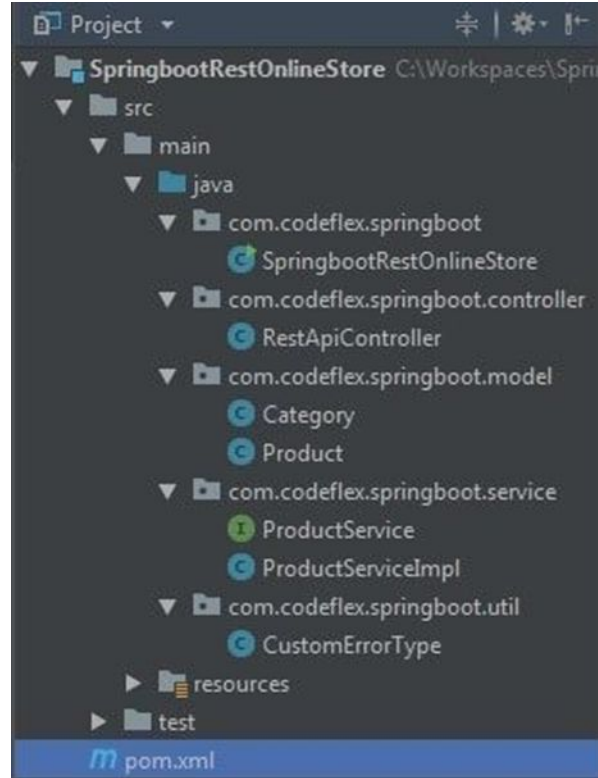 Project
SpringbootRestOnlineStore C:\Workspaces\Spri
src
main
java
com.codeflex.springboot
SpringbootRestOnlineStore
com.codeflex.springboot.controller
RestApiController
com.codeflex.springboot.model
Category
Product
com.codeflex.springboot.service
ProductService
ProductServiceImpl
com.codeflex.springboot.util
CustomErrorType
resources
test
pom.xml